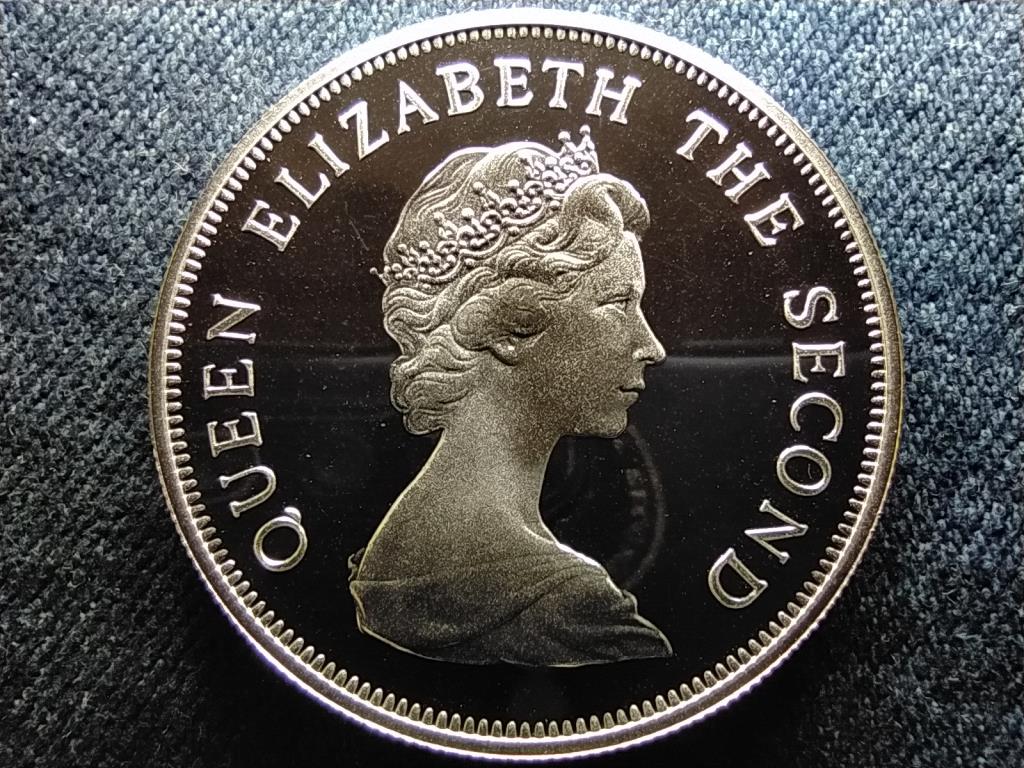 QUEEN ELIZABETH THE SECOND